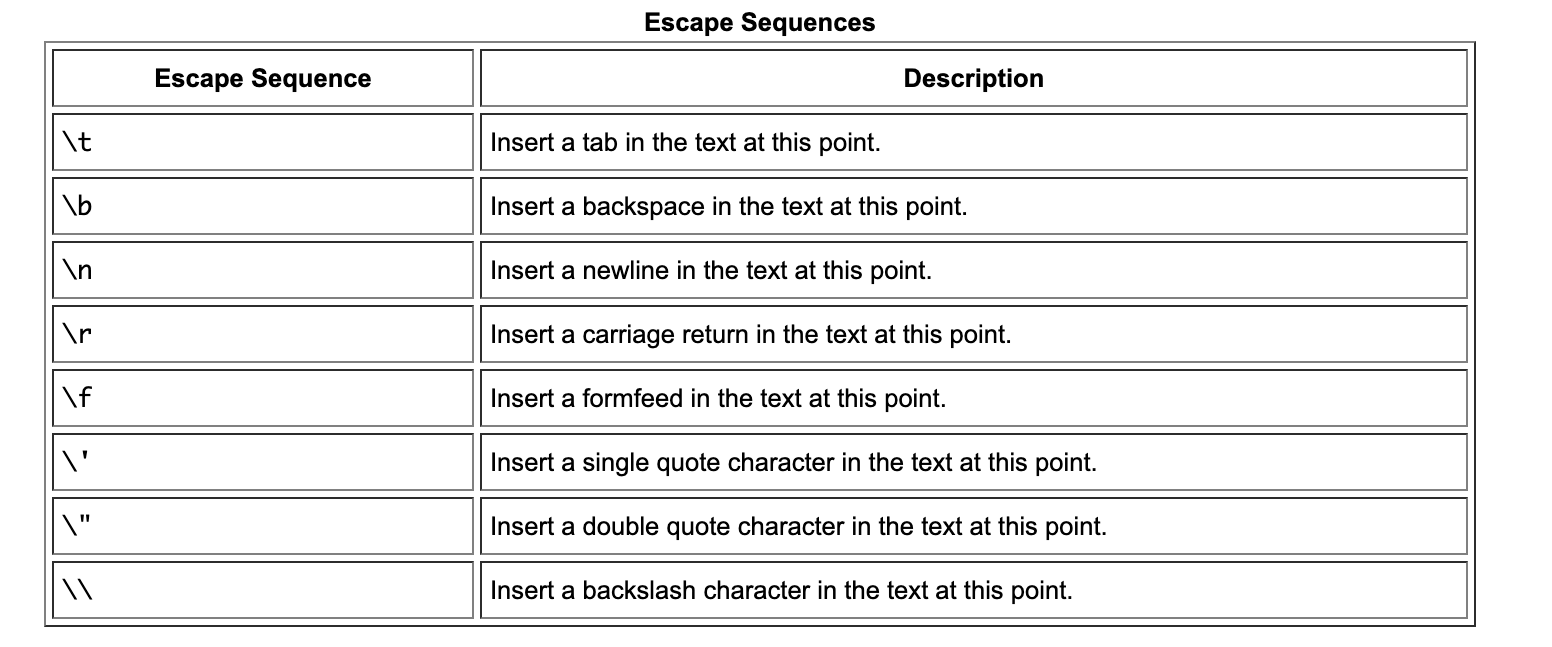 Escape Sequences
Escape Sequence Description
\t Insert a tab in the text at this point.
\b Insert a backspace in the text at this point.
\n Insert a newline in the text at this point.
\r Insert a carriage return in the text at this point.
\f Insert a formfeed in the text at this point.
\' Insert a single quote character in the text at this point.
\" Insert a double quote character in the text at this point.
\\ Insert a backslash character in the text at this point.